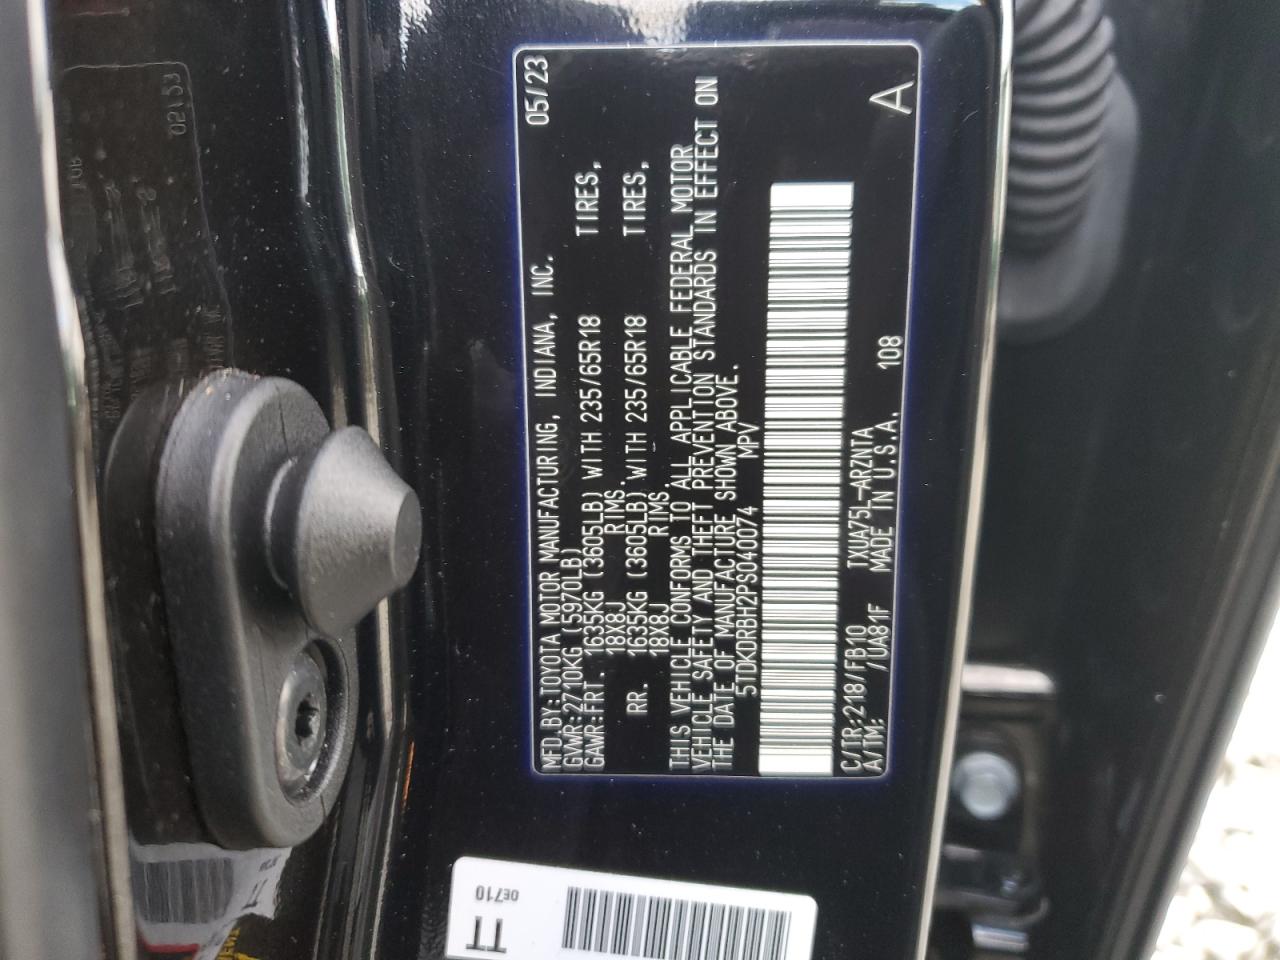 MFD.BY:TOYOTA MOTOR MANUFACTURING, INDIANA, INC. 05/23
GVWR:2710KG (5970LB)
GAWR:FRT. 1635KG (3605LB) WITH 235/65R18 TIRES,
18X8J RIMS.
RR. 1635KG (3605LB) WITH 235/65R18 TIRES,
18X8J RIMS.
THIS VEHICLE CONFORMS TO ALL APPLICABLE FEDERAL MOTOR
VEHICLE SAFETY AND THEFT PREVENTION STANDARDS IN EFFECT ON
THE DATE OF MANUFACTURE SHOWN ABOVE.
5TDKDRBH2PS040074 MPV
C/TR:218/FB10 TXUA75L-ARZNTA
A/TM: /UA81F MADE IN U.S.A. 108 A
OE710
TT